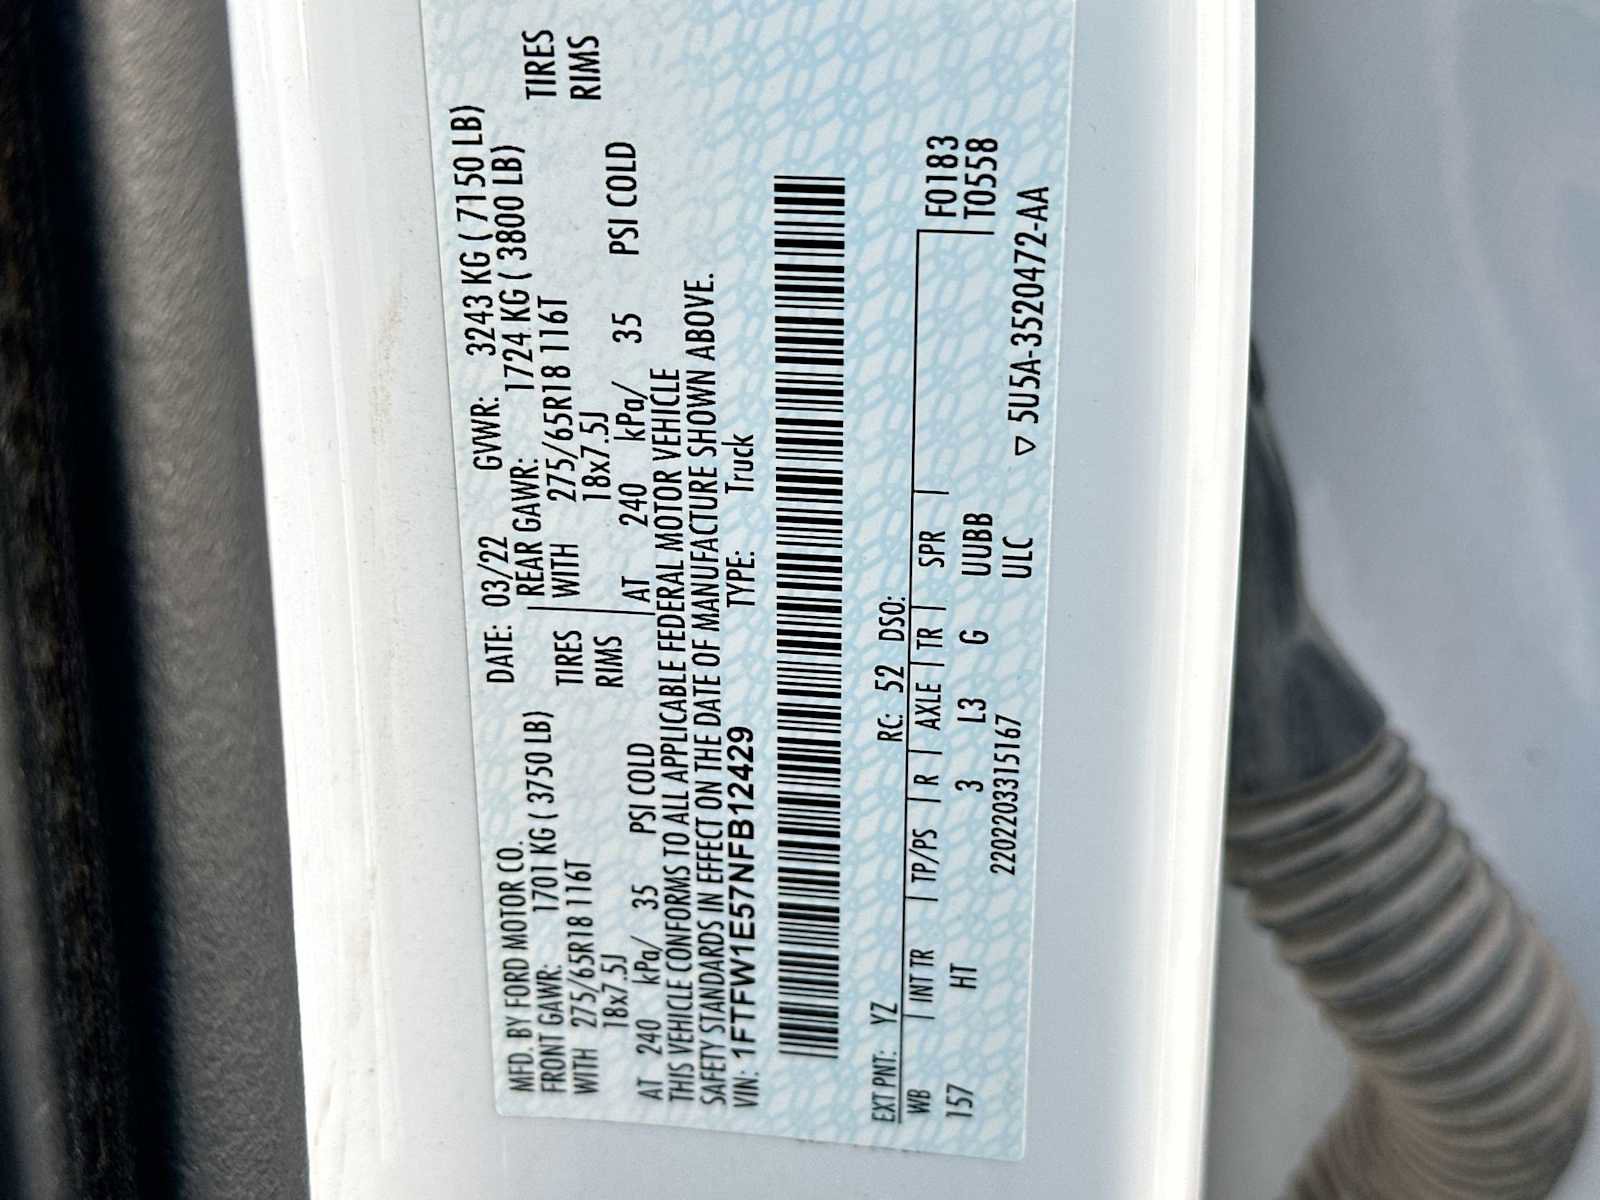 MFD. BY FORD MOTOR CO. DATE: 03/22 GVWR: 3243 KG ( 7150 LB)
FRONT GAWR: 1701 KG ( 3750 LB) REAR GAWR: 1724 KG ( 3800 LB)
WITH 275/65R18 116T TIRES WITH 275/65R18 116T TIRES
18x7.5J RIMS 18x7.5J RIMS
AT 240 kPa/ 35 PSI COLD AT 240 kPa/ 35 PSI COLD
THIS VEHICLE CONFORMS TO ALL APPLICABLE FEDERAL MOTOR VEHICLE
SAFETY STANDARDS IN EFFECT ON THE DATE OF MANUFACTURE SHOWN ABOVE.
VIN: 1FTFW1E57NFB12429 TYPE: Truck
EXT PNT: YZ RC: 52 DSO:
WB | INT TR | TP/PS | R | AXLE | TR | SPR | F0183
157 HT 3 L3 G UUBB T0558
2202203315167 ULC
▽ 5U5A-3520472-AA